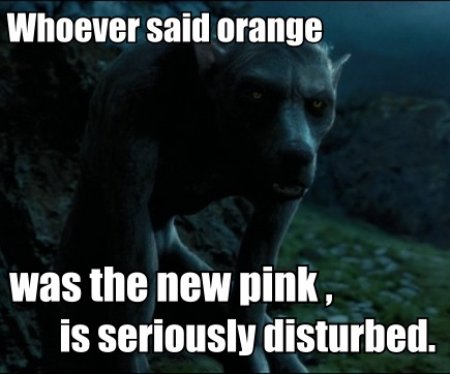 Whoever said orange
was the new pink ,
is seriously disturbed.